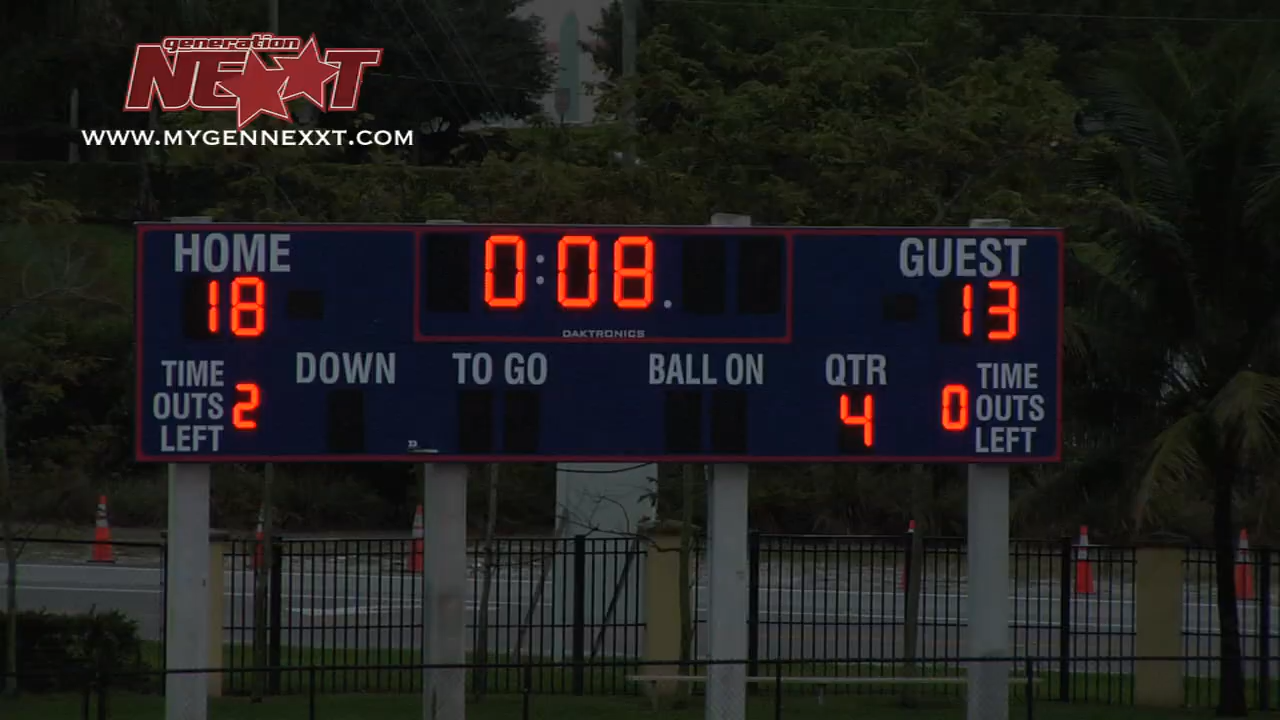 generation
NEXXT
WWW.MYGENNEXXT.COM
HOME 0:08. GUEST
18 13
DAKTRONICS
TIME OUTS LEFT 2 DOWN TO GO BALL ON QTR 4 0 TIME OUTS LEFT